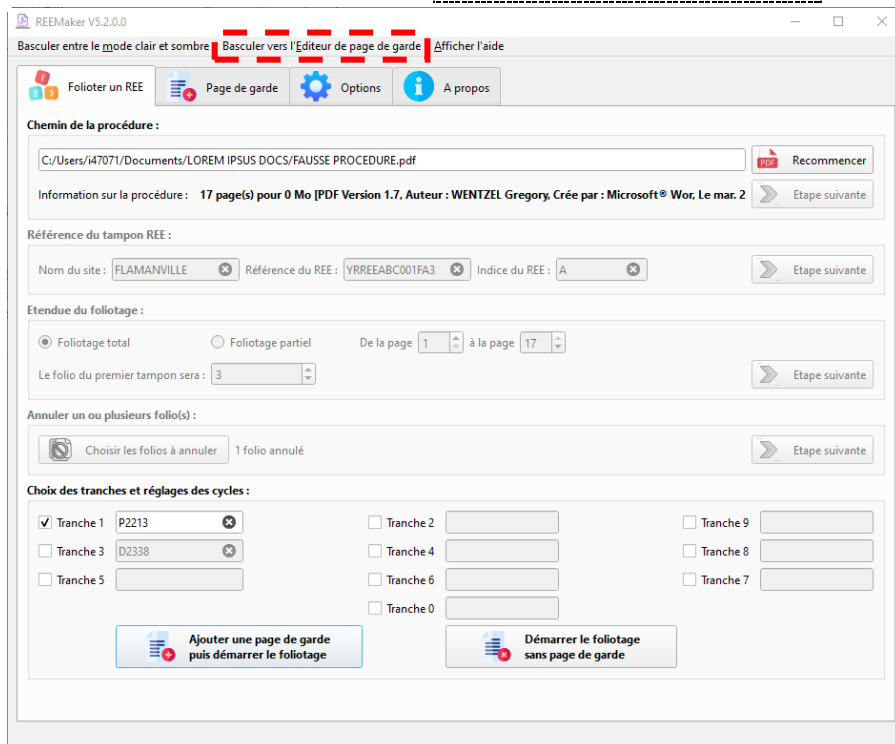 REEMaker V5.2.0.0
Basculer entre le mode clair et sombre Basculer vers l'Editeur de page de garde Afficher l'aide
1 2 3 Folioter un REE Page de garde Options i A propos
Chemin de la procédure :
C:/Users/i47071/Documents/LOREM IPSUS DOCS/FAUSSE PROCEDURE.pdf PDF Recommencer
Information sur la procédure : 17 page(s) pour 0 Mo [PDF Version 1.7, Auteur : WENTZEL Gregory, Crée par : Microsoft® Wor, Le mar. 2 Etape suivante
Référence du tampon REE :
Nom du site : FLAMANVILLE Référence du REE : YRREEABC001FA3 Indice du REE : A Etape suivante
Etendue du foliotage :
Foliotage total Foliotage partiel De la page 1 à la page 17
Le folio du premier tampon sera : 3 Etape suivante
Annuler un ou plusieurs folio(s) :
Choisir les folios à annuler 1 folio annulé Etape suivante
Choix des tranches et réglages des cycles :
Tranche 1 P2213 Tranche 2 Tranche 9
Tranche 3 D2338 Tranche 4 Tranche 8
Tranche 5 Tranche 6 Tranche 7
Tranche 0
Ajouter une page de garde Démarrer le foliotage
puis démarrer le foliotage sans page de garde